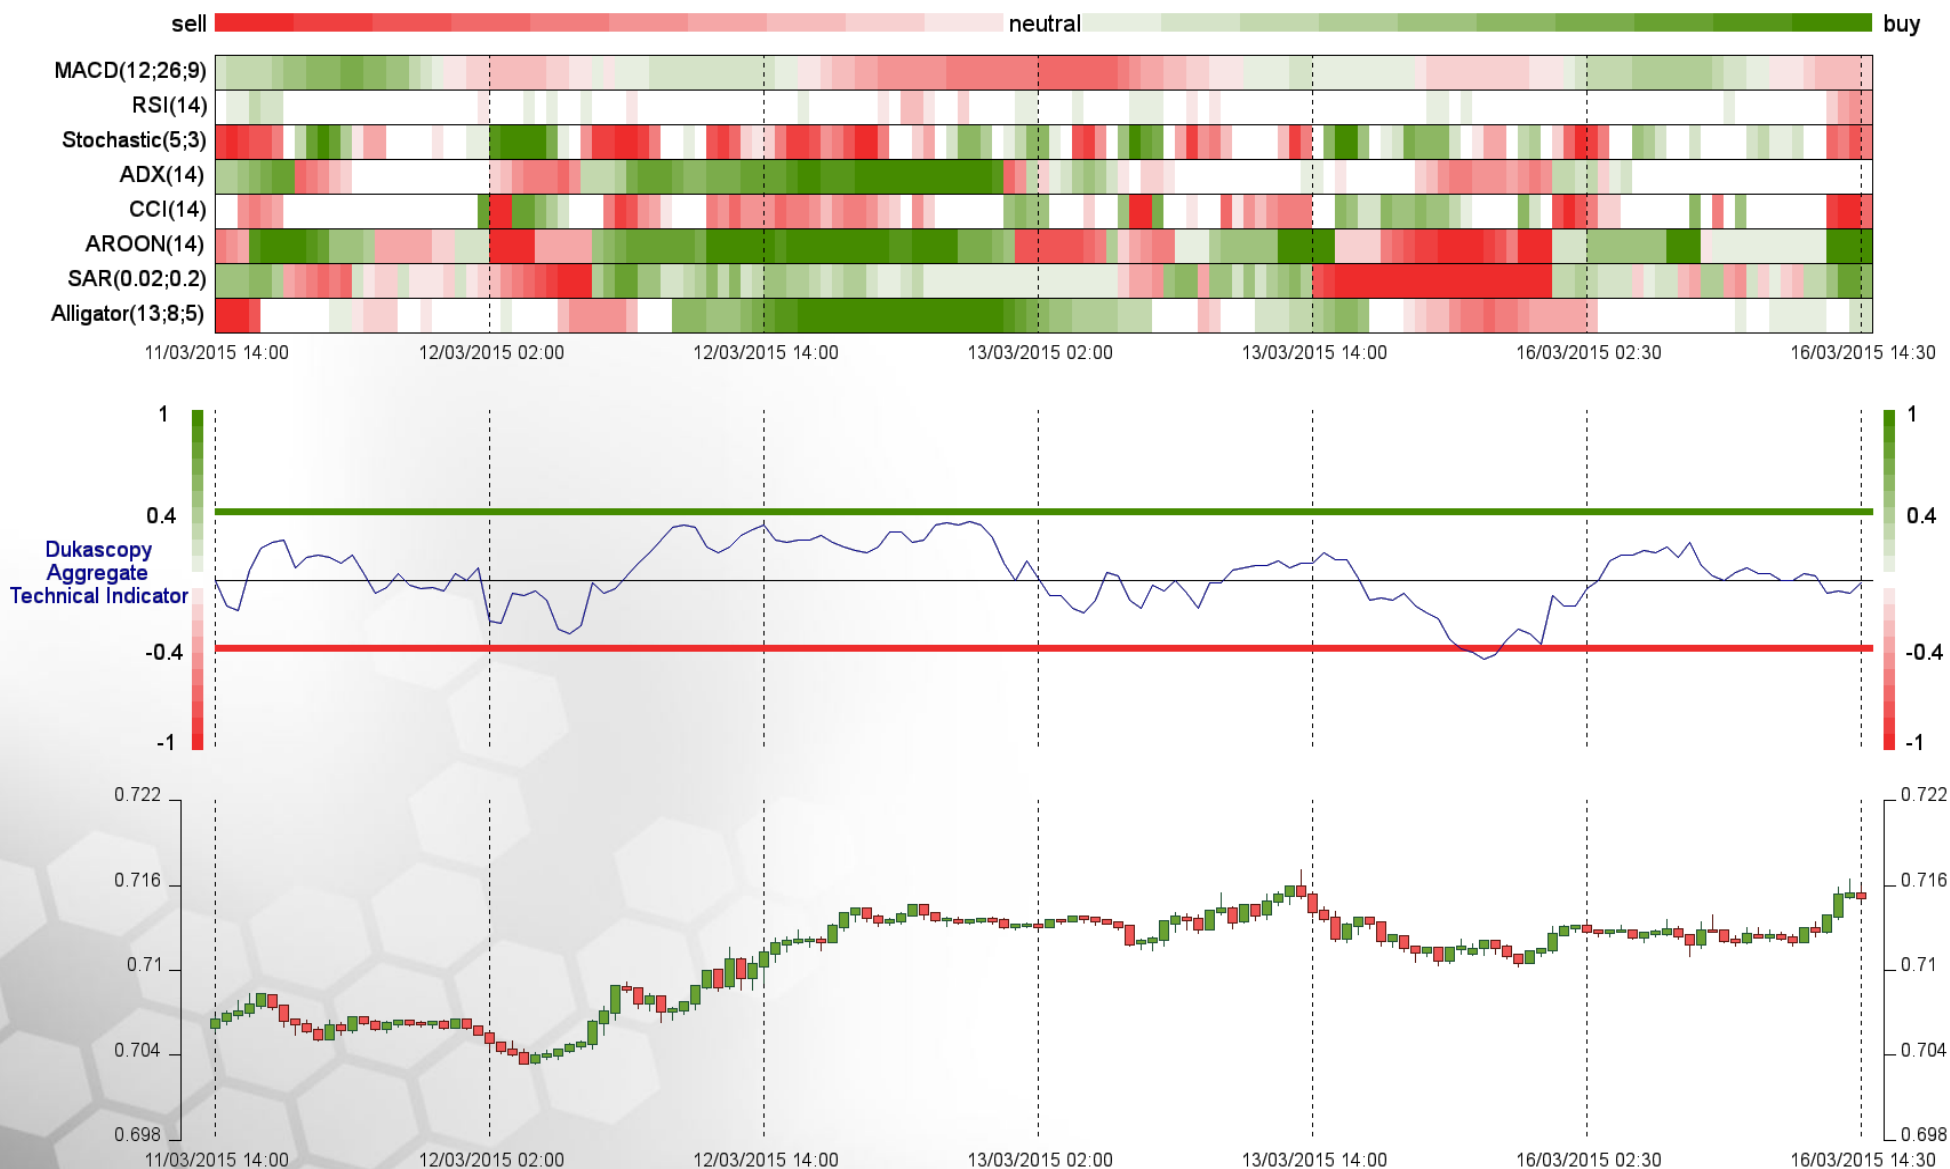 sell neutral buy
MACD(12;26;9)
RSI(14)
Stochastic(5;3)
ADX(14)
CCI(14)
AROON(14)
SAR(0.02;0.2)
Alligator(13;8;5)
11/03/2015 14:00 12/03/2015 02:00 12/03/2015 14:00 13/03/2015 02:00 13/03/2015 14:00 16/03/2015 02:30 16/03/2015 14:30
1 1
0.4 0.4
Dukascopy
Aggregate
Technical Indicator
-0.4 -0.4
-1 -1
0.722 0.722
0.716 0.716
0.71 0.71
0.704 0.704
0.698 0.698
11/03/2015 14:00 12/03/2015 02:00 12/03/2015 14:00 13/03/2015 02:00 13/03/2015 14:00 16/03/2015 02:30 16/03/2015 14:30